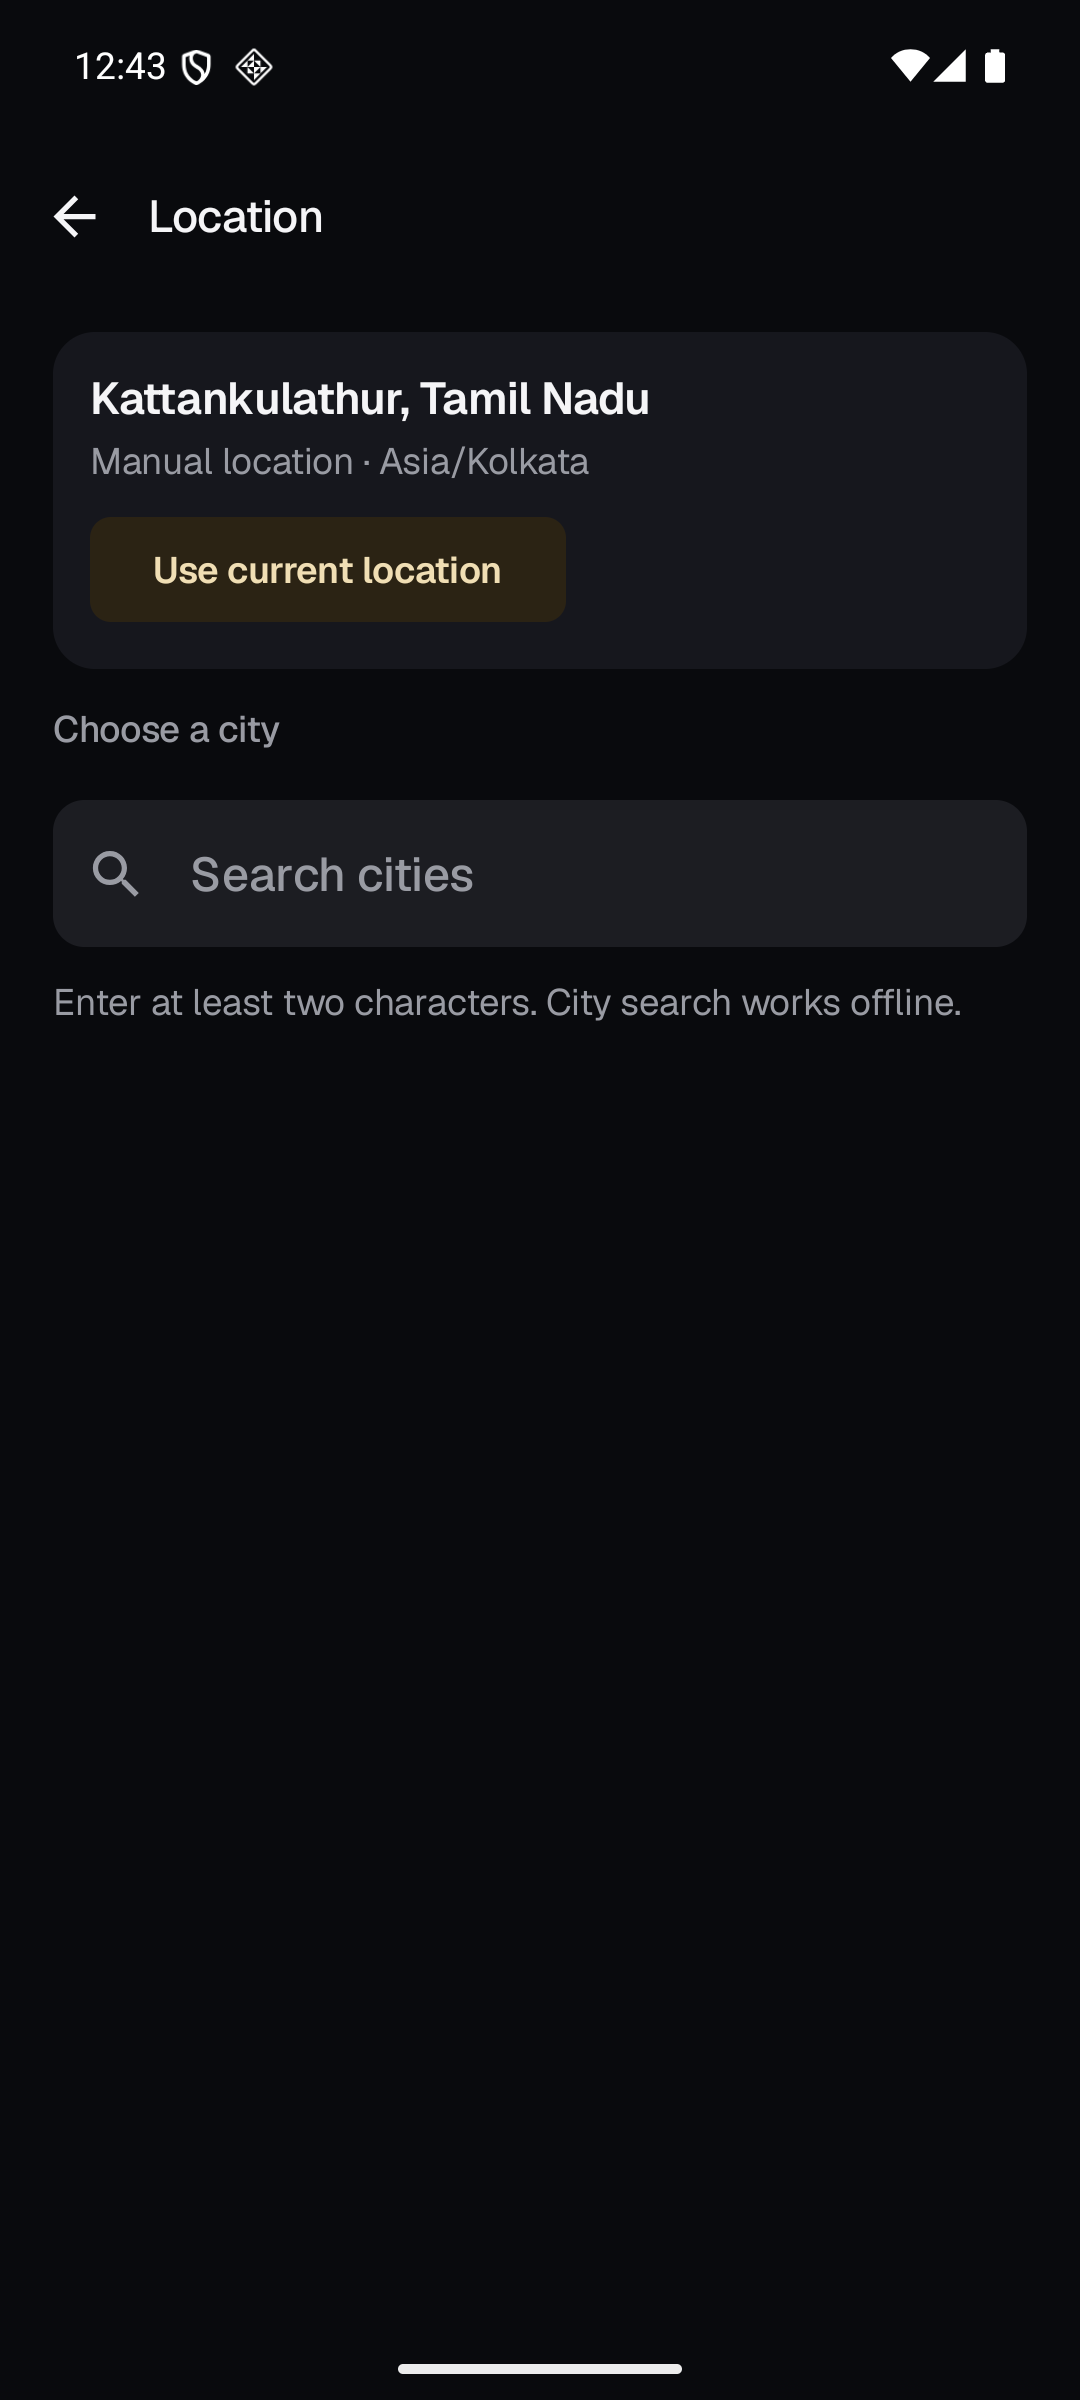 12:43
Location
Kattankulathur, Tamil Nadu
Manual location · Asia/Kolkata
Use current location
Choose a city
Search cities
Enter at least two characters. City search works offline.